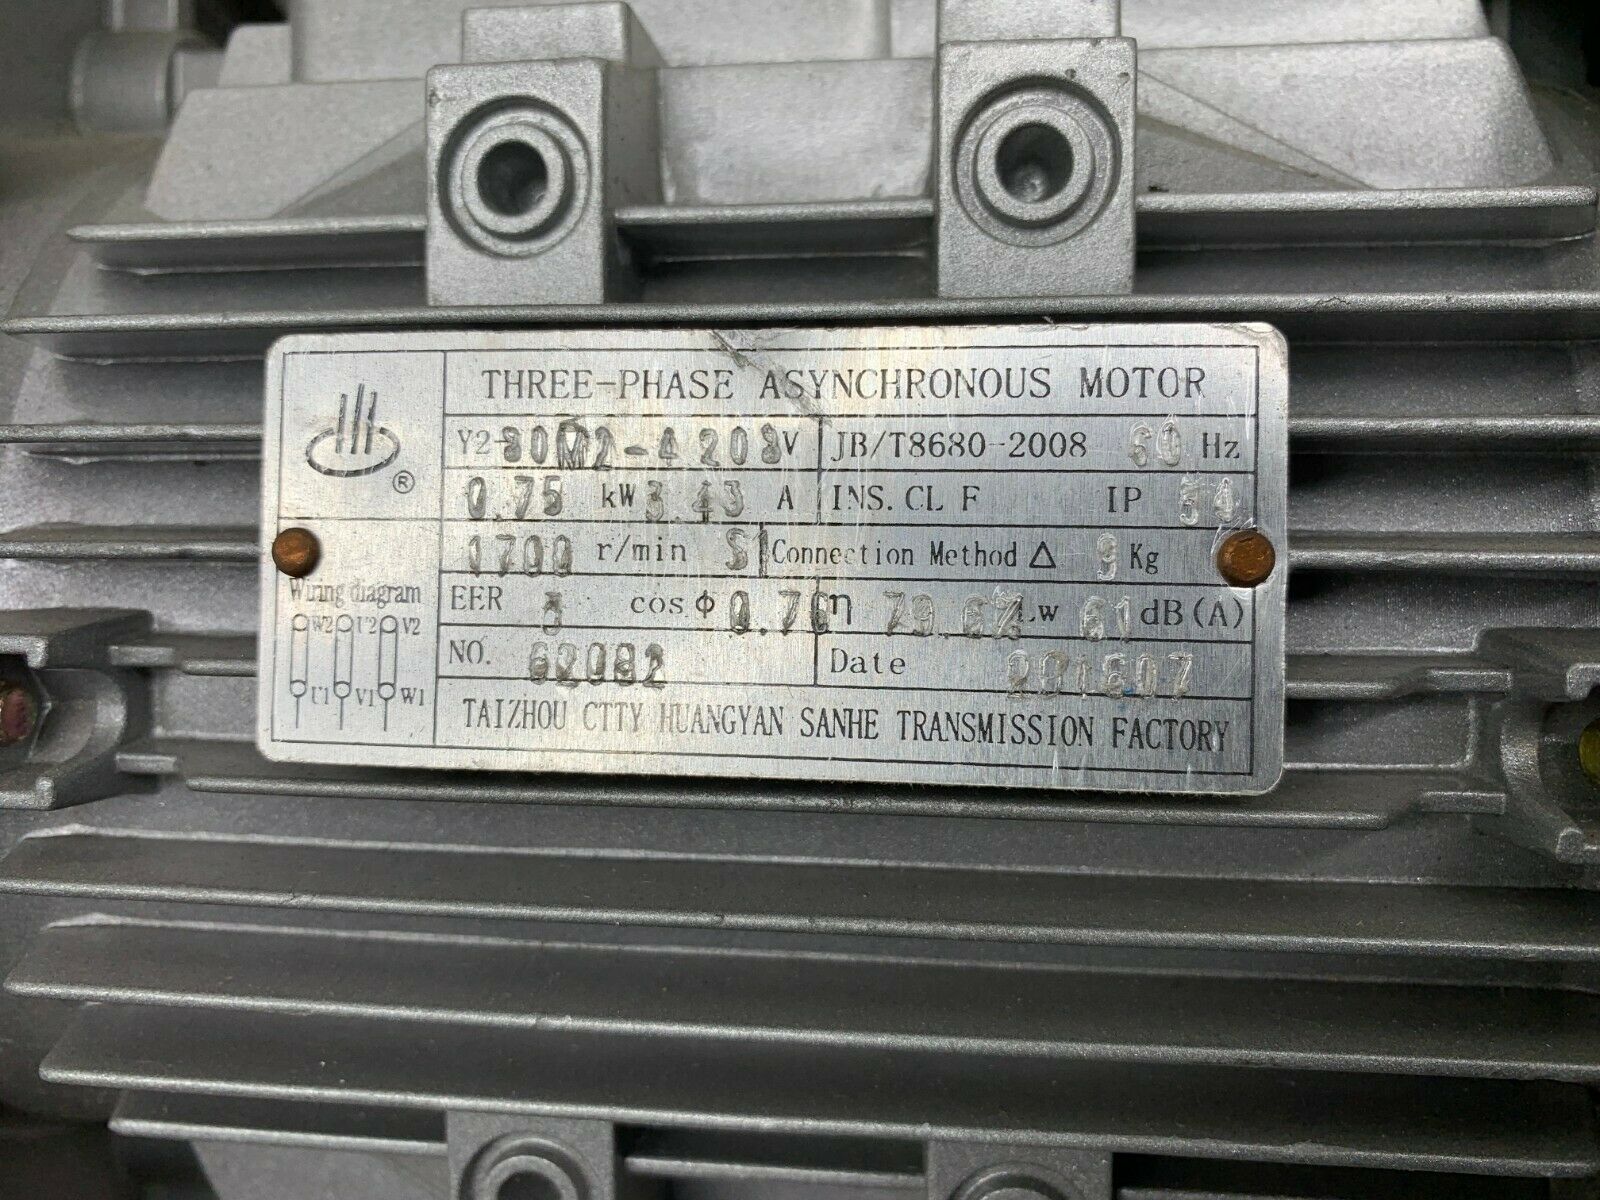 THREE-PHASE ASYNCHRONOUS MOTOR
Y2-80M2-4 208V JB/T8680-2008 60 Hz
0.75 kW 3.43 A INS. CL F IP 54
1700 r/min S1 Connection Method Δ 9 Kg
EER 3 cos ϕ 0.76 η 79.6% Lw 61 dB(A)
NO. 62082 Date 201607
TAIZHOU CTTY HUANGYAN SANHE TRANSMISSION FACTORY
®
Wiring diagram
W2 U2 V2
U1 V1 W1